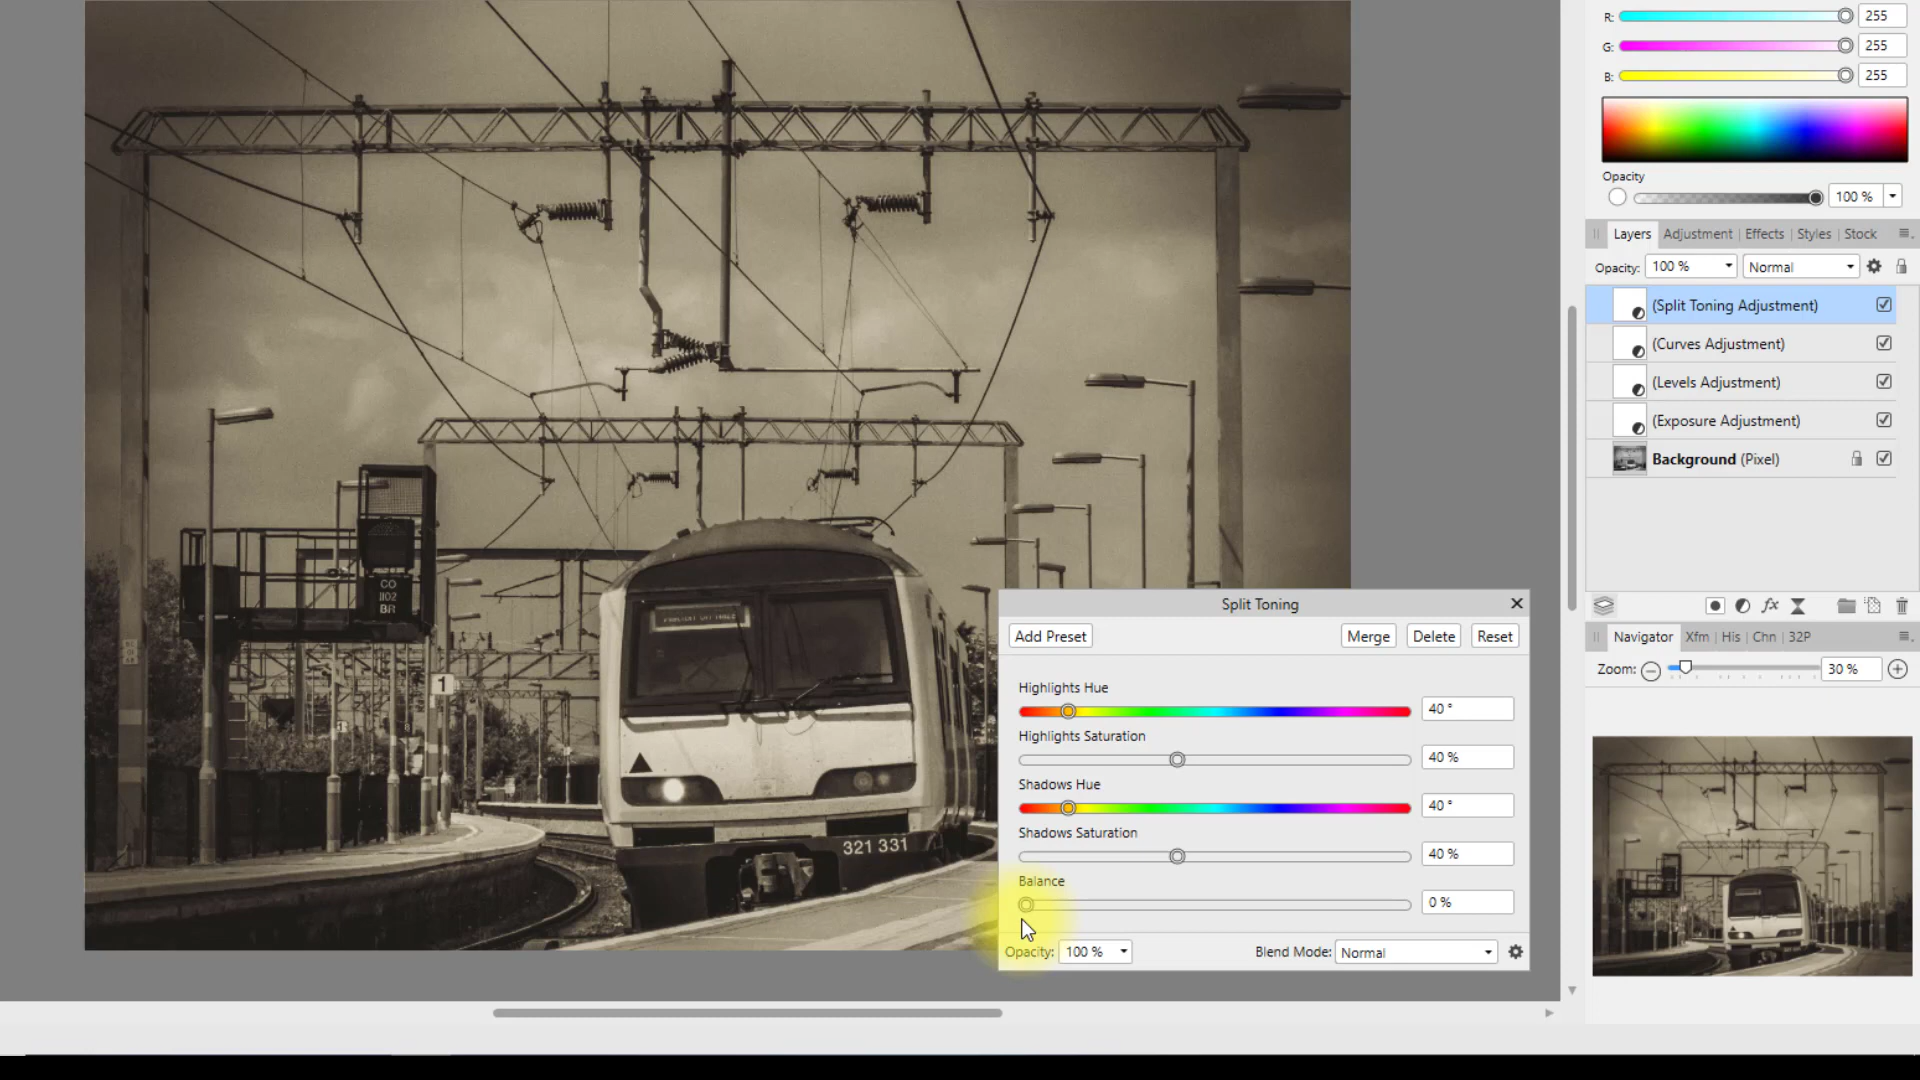 R: 255
G: 255
B: 255
Opacity
100 %
Layers Adjustment Effects Styles Stock
Opacity: 100 % Normal
(Split Toning Adjustment)
(Curves Adjustment)
(Levels Adjustment)
(Exposure Adjustment)
Background (Pixel)
fx
Navigator Xfm His Chn 32P
Zoom: 30 %
CO
1102
BR
1
321 331
Split Toning
Add Preset Merge Delete Reset
Highlights Hue
40 °
Highlights Saturation
40 %
Shadows Hue
40 °
Shadows Saturation
40 %
Balance
0 %
Opacity: 100 % Blend Mode: Normal